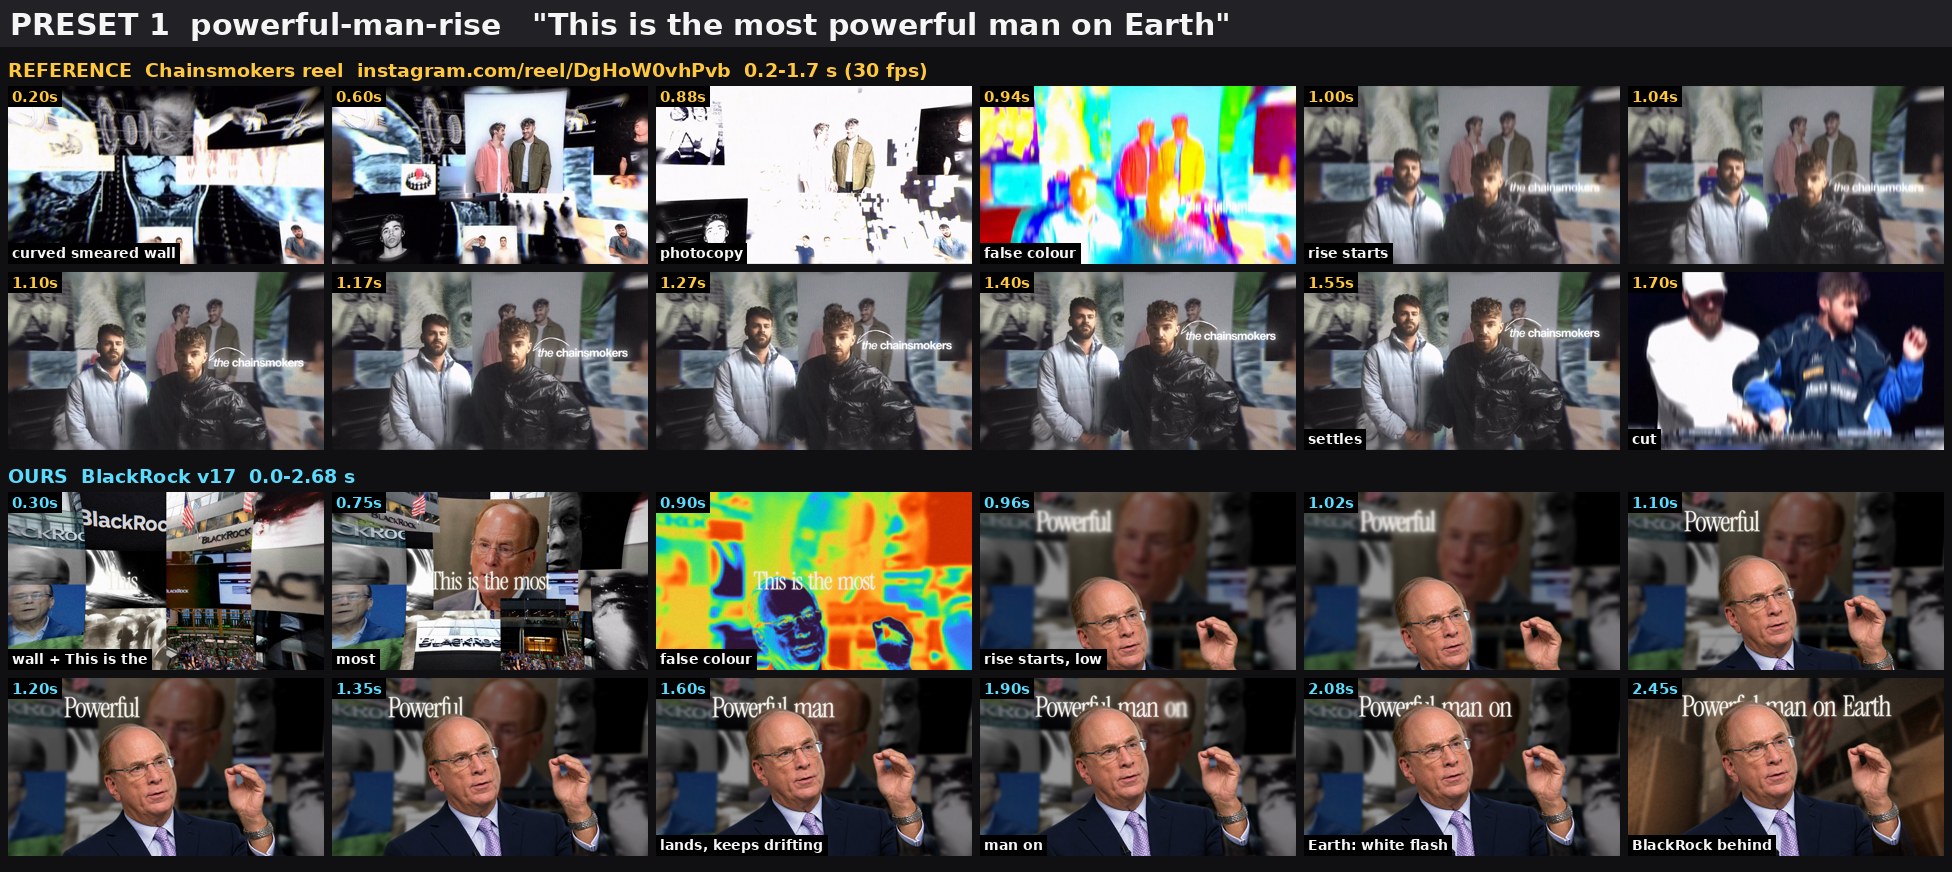 PRESET 1 powerful-man-rise "This is the most powerful man on Earth"
REFERENCE Chainsmokers reel instagram.com/reel/DgHoW0vhPvb 0.2-1.7 s (30 fps)
0.20s
curved smeared wall
0.60s
0.88s
photocopy
0.94s
false colour
1.00s
the chainsmokers
rise starts
1.04s
the chainsmokers
1.10s
the chainsmokers
1.17s
the chainsmokers
1.27s
the chainsmokers
1.40s
the chainsmokers
1.55s
the chainsmokers
settles
1.70s
cut
OURS BlackRock v17 0.0-2.68 s
0.30s
BlackRoc
CKROC
BLACKROCK
This
ACT
BLACKROCK
wall + This is the
0.75s
BLACKROCK
CKROC
This is the most
most
0.90s
This is the most
false colour
0.96s
Powerful
rise starts, low
1.02s
Powerful
1.10s
Powerful
1.20s
Powerful
1.35s
Powerful
1.60s
Powerful man
lands, keeps drifting
1.90s
Powerful man on
man on
2.08s
Powerful man on
Earth: white flash
2.45s
Powerful man on Earth
BlackRock behind